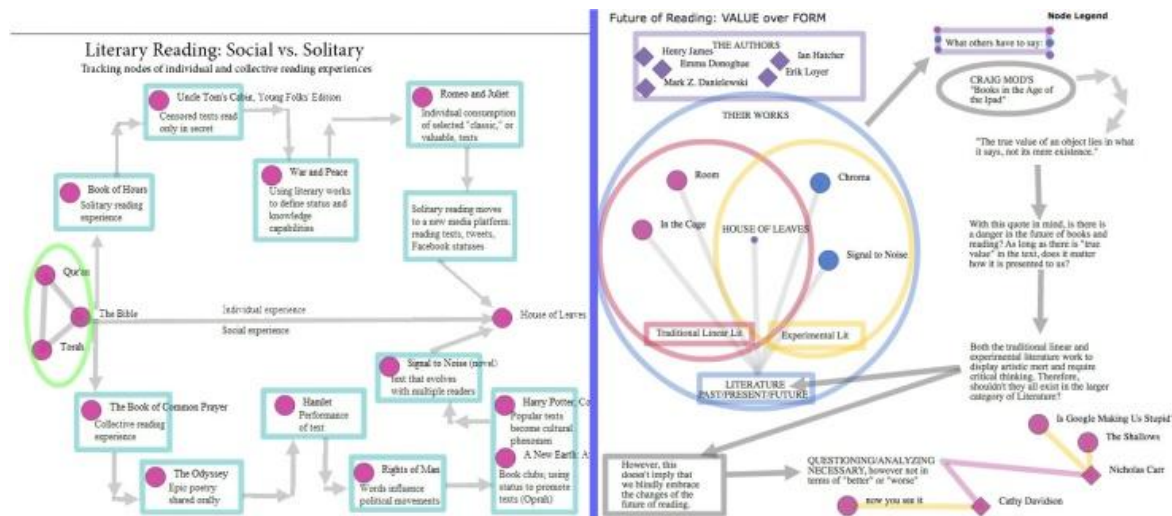 Literary Reading: Social vs. Solitary
Tracking nodes of individual and collective reading experiences
Uncle Tom's Cabin, Young Folks' Edition
Censored texts read
only in secret
Romeo and Juliet
Individual consumption
of selected "classic," or
valuable, texts
Book of Hours
Solitary reading
experience
War and Peace
Using literary works
to define status and
knowledge
capabilities
Solitary reading moves
to a new media platform:
reading texts, tweets,
Facebook statuses
Qur'an
The Bible
Torah
Individual experience
Social experience
House of Leaves
Signal to Noise (novel)
Text that evolves
with multiple readers
The Book of Common Prayer
Collective reading
experience
Hamlet
Performance
of text
Harry Potter, Co
Popular texts
become cultural
phenomen
A New Earth: A
Book clubs; using
status to promote
texts (Oprah)
The Odyssey
Epic poetry
shared orally
Rights of Man
Words influence
political movements
Future of Reading: VALUE over FORM
Node Legend
THE AUTHORS
Henry James
Emma Donoghue
Mark Z. Danielewski
Ian Hatcher
Erik Loyer
What others have to say:
CRAIG MOD'S
"Books in the Age of
the Ipad"
THEIR WORKS
"The true value of an object lies in what
it says, not its mere existence."
Room
Chroma
In the Cage
HOUSE OF LEAVES
Signal to Noise
With this quote in mind, is there is
a danger in the future of books and
reading? As long as there is "true
value" in the text, does it matter
how it is presented to us?
Traditional Linear Lit
Experimental Lit
LITERATURE
PAST/PRESENT/FUTURE
Both the traditional linear and
experimental literature work to
display artistic mert and require
critical thinking. Therefore,
shouldn't they all exist in the larger
category of Literature?
However, this
doesn't imply that
we blindly embrace
the changes of the
future of reading.
QUESTIONING/ANALYZING
NECESSARY, however not in
terms of "better" or "worse"
Is Google Making Us Stupid
The Shallows
Nicholas Carr
now you see it
Cathy Davidson